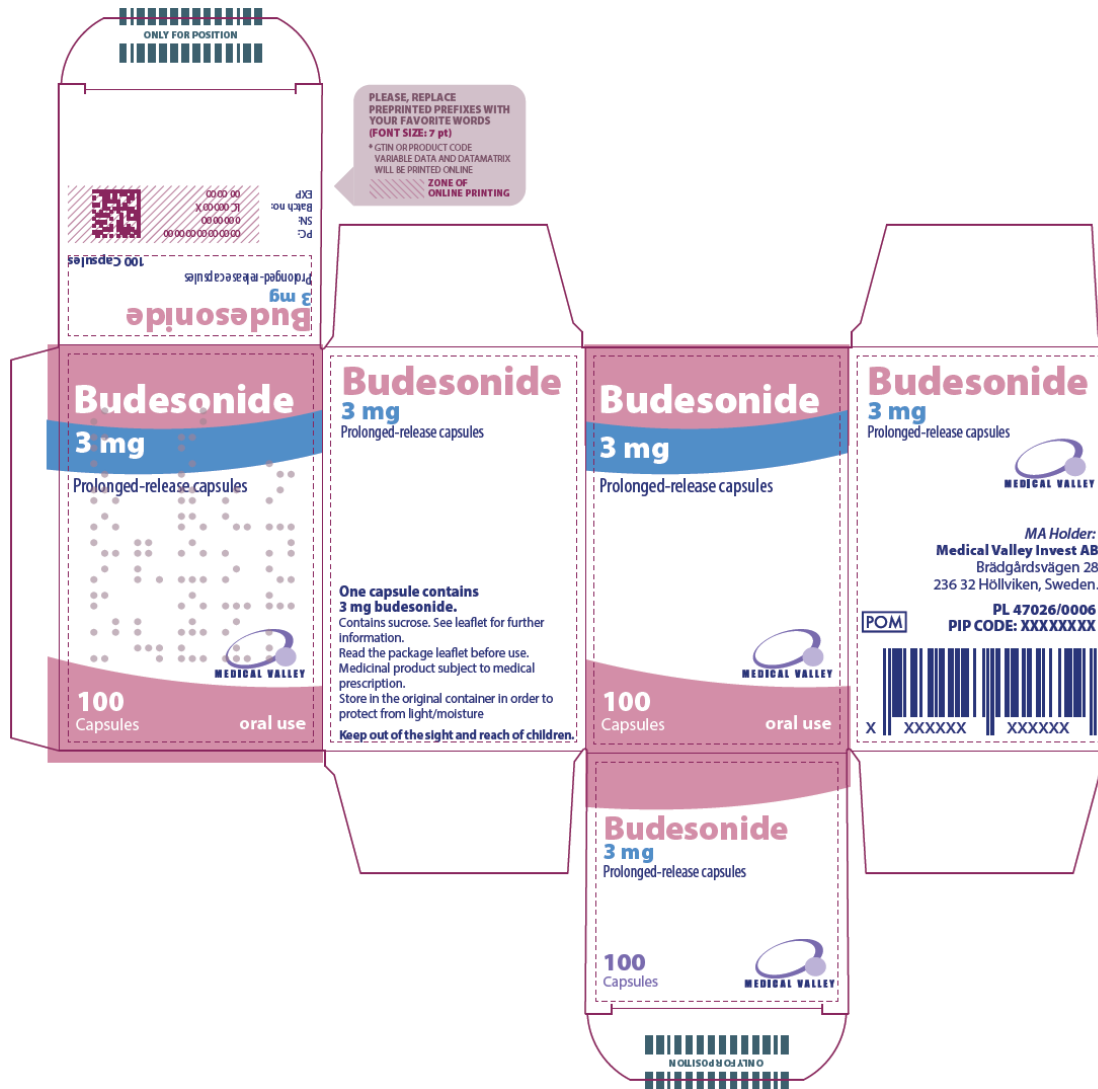 ONLY FOR POSITION
PLEASE, REPLACE
PREPRINTED PREFIXES WITH
YOUR FAVORITE WORDS
(FONT SIZE: 7 pt)
* GTIN OR PRODUCT CODE
VARIABLE DATA AND DATAMATRIX
WILL BE PRINTED ONLINE
ZONE OF
ONLINE PRINTING
PC: 00000000000000
SN: 0000000
Batch no: IC 00000 X
EXP 00 0000
Budesonide
3 mg
Prolonged-release capsules
100 Capsules
Budesonide
3 mg
Prolonged-release capsules
MEDICAL VALLEY
100
Capsules
oral use
Budesonide
3 mg
Prolonged-release capsules
One capsule contains
3 mg budesonide.
Contains sucrose. See leaflet for further
information.
Read the package leaflet before use.
Medicinal product subject to medical
prescription.
Store in the original container in order to
protect from light/moisture
Keep out of the sight and reach of children.
Budesonide
3 mg
Prolonged-release capsules
MEDICAL VALLEY
100
Capsules
oral use
Budesonide
3 mg
Prolonged-release capsules
MEDICAL VALLEY
MA Holder:
Medical Valley Invest AB
Brädgårdsvägen 28
236 32 Höllviken, Sweden.
PL 47026/0006
POM
PIP CODE: XXXXXXXX
X XXXXXX XXXXXX
Budesonide
3 mg
Prolonged-release capsules
100
Capsules
MEDICAL VALLEY
ONLY FOR POSITION